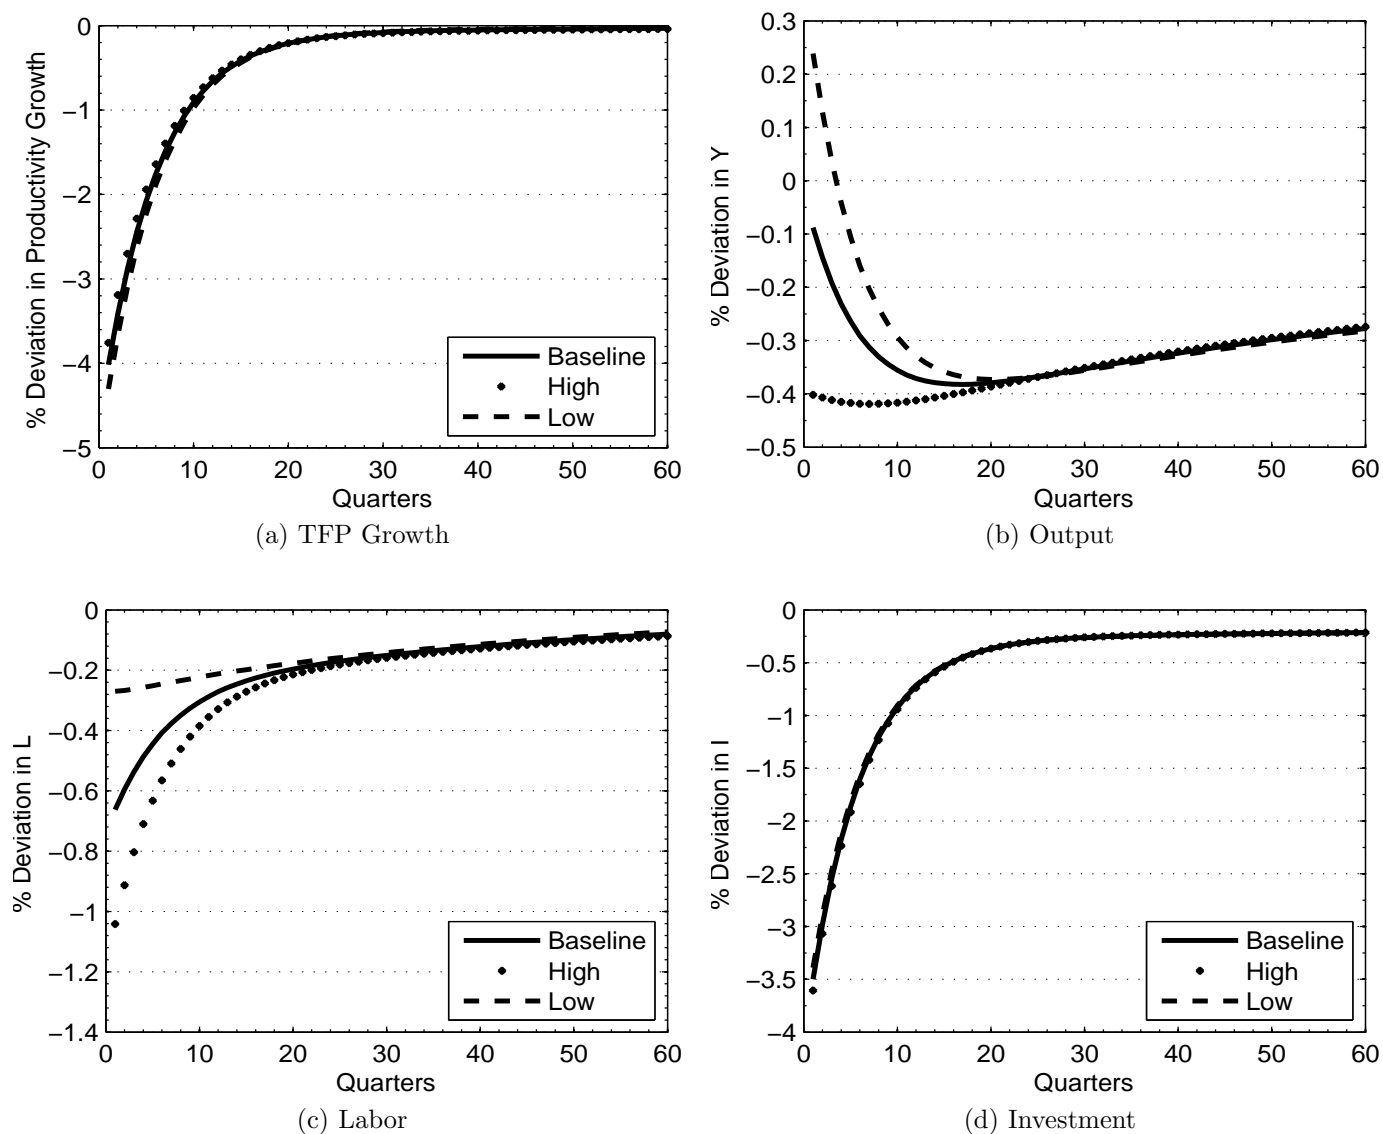 0
−1
−2
−3
−4
−5
% Deviation in Productivity Growth
Baseline
High
Low
0 10 20 30 40 50 60
Quarters
(a) TFP Growth
0.3
0.2
0.1
0
−0.1
−0.2
−0.3
−0.4
−0.5
% Deviation in Y
0 10 20 30 40 50 60
Quarters
(b) Output
0
−0.2
−0.4
−0.6
−0.8
−1
−1.2
−1.4
% Deviation in L
Baseline
High
Low
0 10 20 30 40 50 60
Quarters
(c) Labor
0
−0.5
−1
−1.5
−2
−2.5
−3
−3.5
−4
% Deviation in I
Baseline
High
Low
0 10 20 30 40 50 60
Quarters
(d) Investment